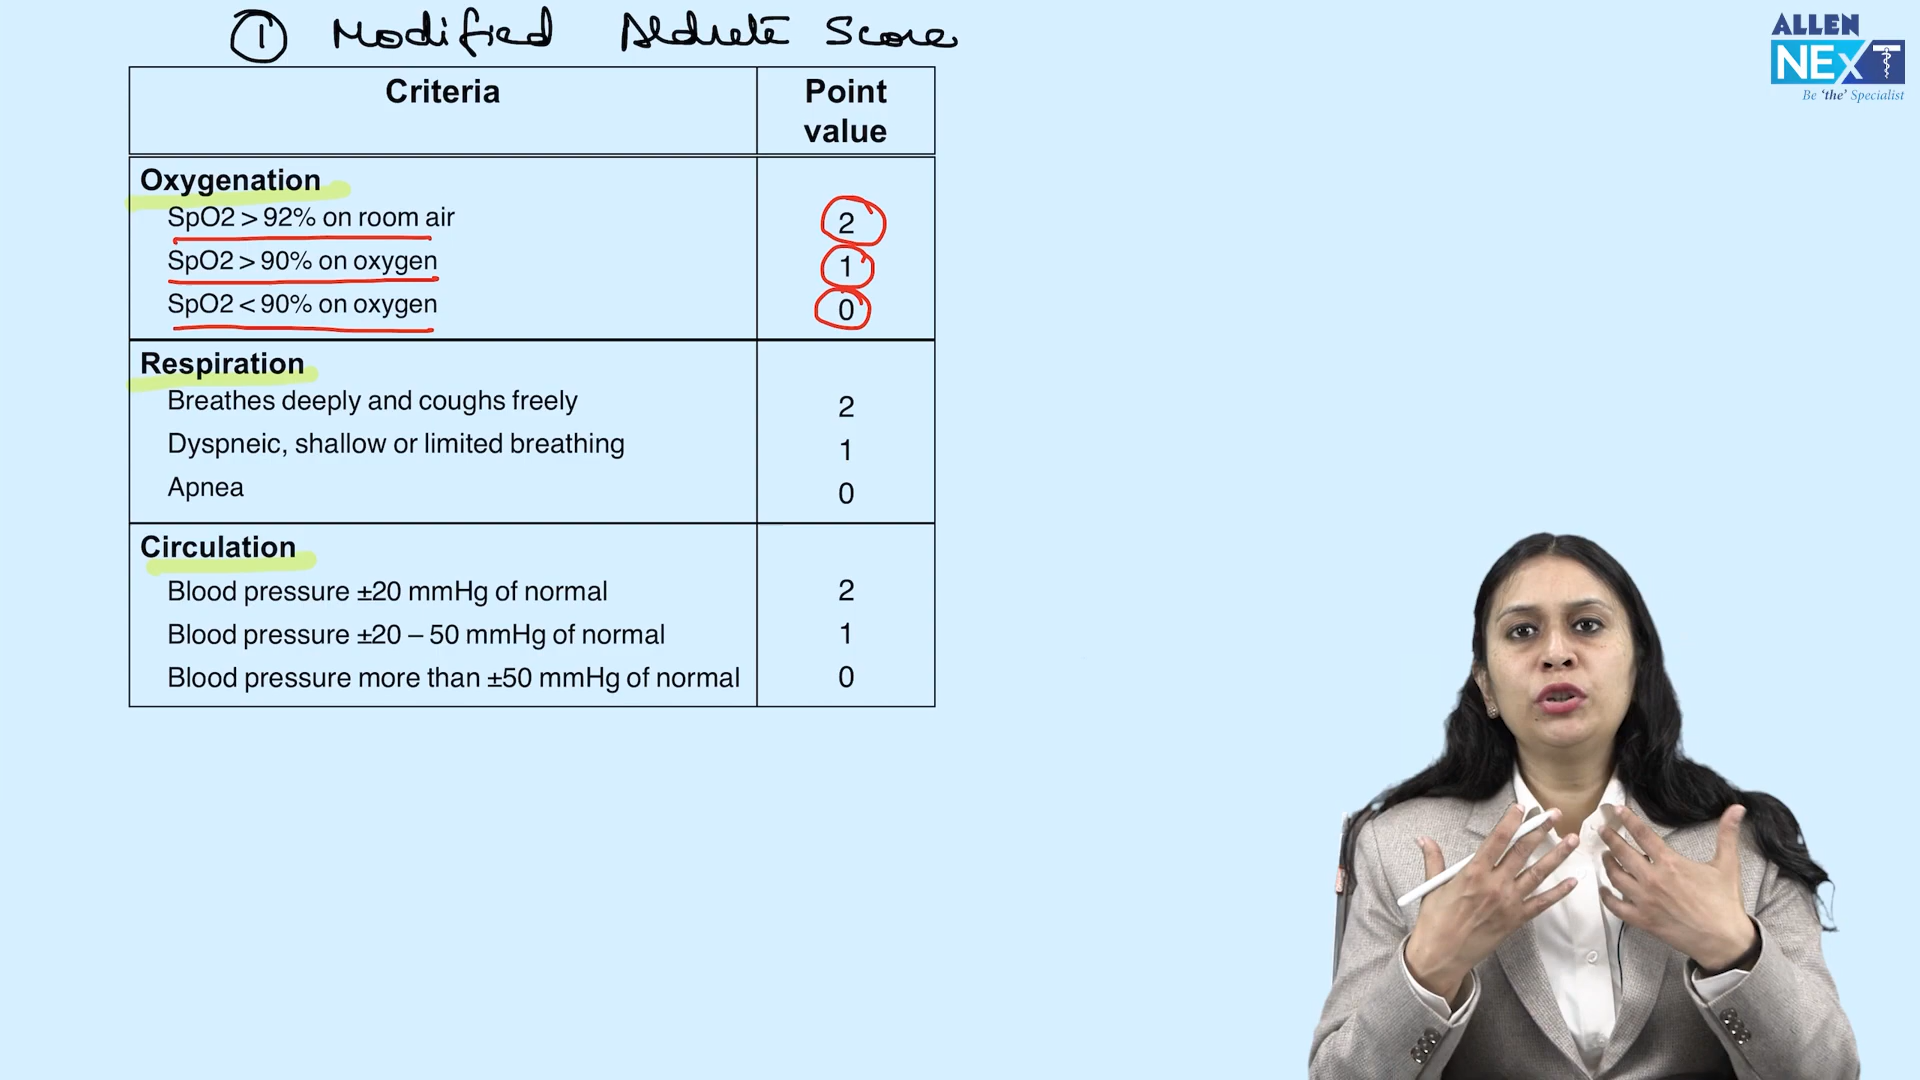 ① Modified Aldrete Score
ALLEN
NEXT
Be 'the' Specialist
Criteria Point value
Oxygenation
SpO2 > 92% on room air 2
SpO2 > 90% on oxygen 1
SpO2 < 90% on oxygen 0
Respiration
Breathes deeply and coughs freely 2
Dyspneic, shallow or limited breathing 1
Apnea 0
Circulation
Blood pressure ±20 mmHg of normal 2
Blood pressure ±20 – 50 mmHg of normal 1
Blood pressure more than ±50 mmHg of normal 0